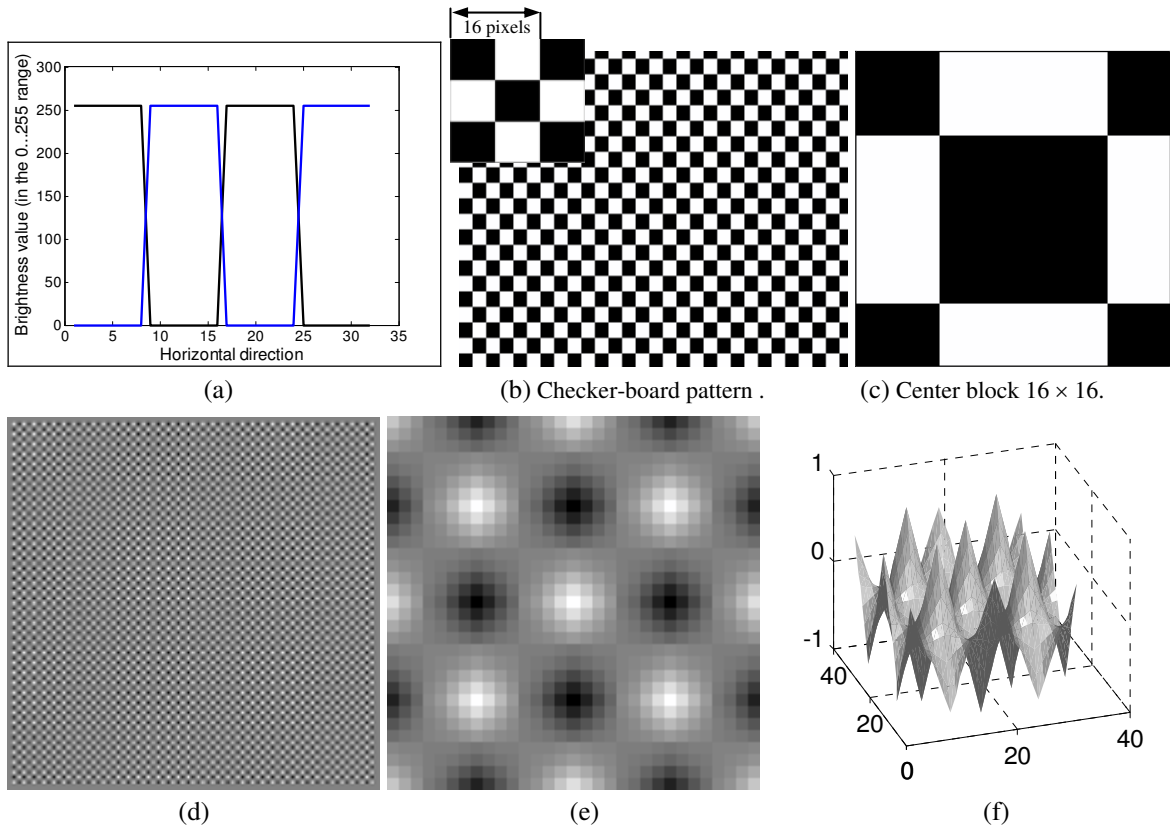 16 pixels
Brightness value (in the 0...255 range)
300
250
200
150
100
50
0
0 5 10 15 20 25 30 35
Horizontal direction
(a)
(b) Checker-board pattern .
(c) Center block 16 × 16.
1
0
-1
40
20
0
20
40
(d)
(e)
(f)